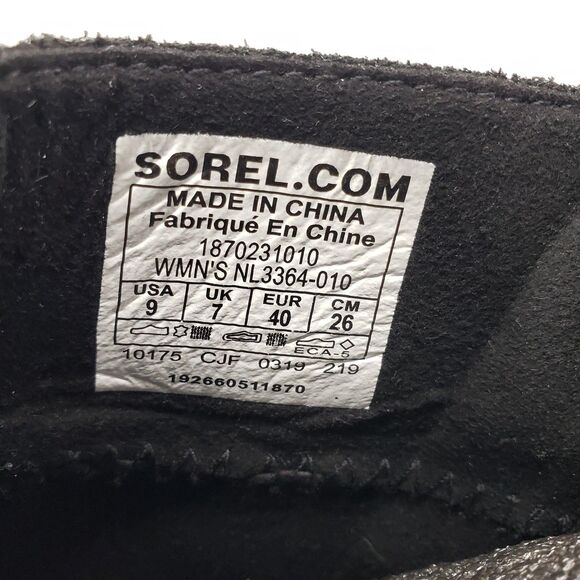 SOREL.COM
MADE IN CHINA
Fabriqué En Chine
1870231010
WMN'S NL3364-010
USA UK EUR CM
9 7 40 26
ECA-5
10175 CJF 0319 219
192660511870